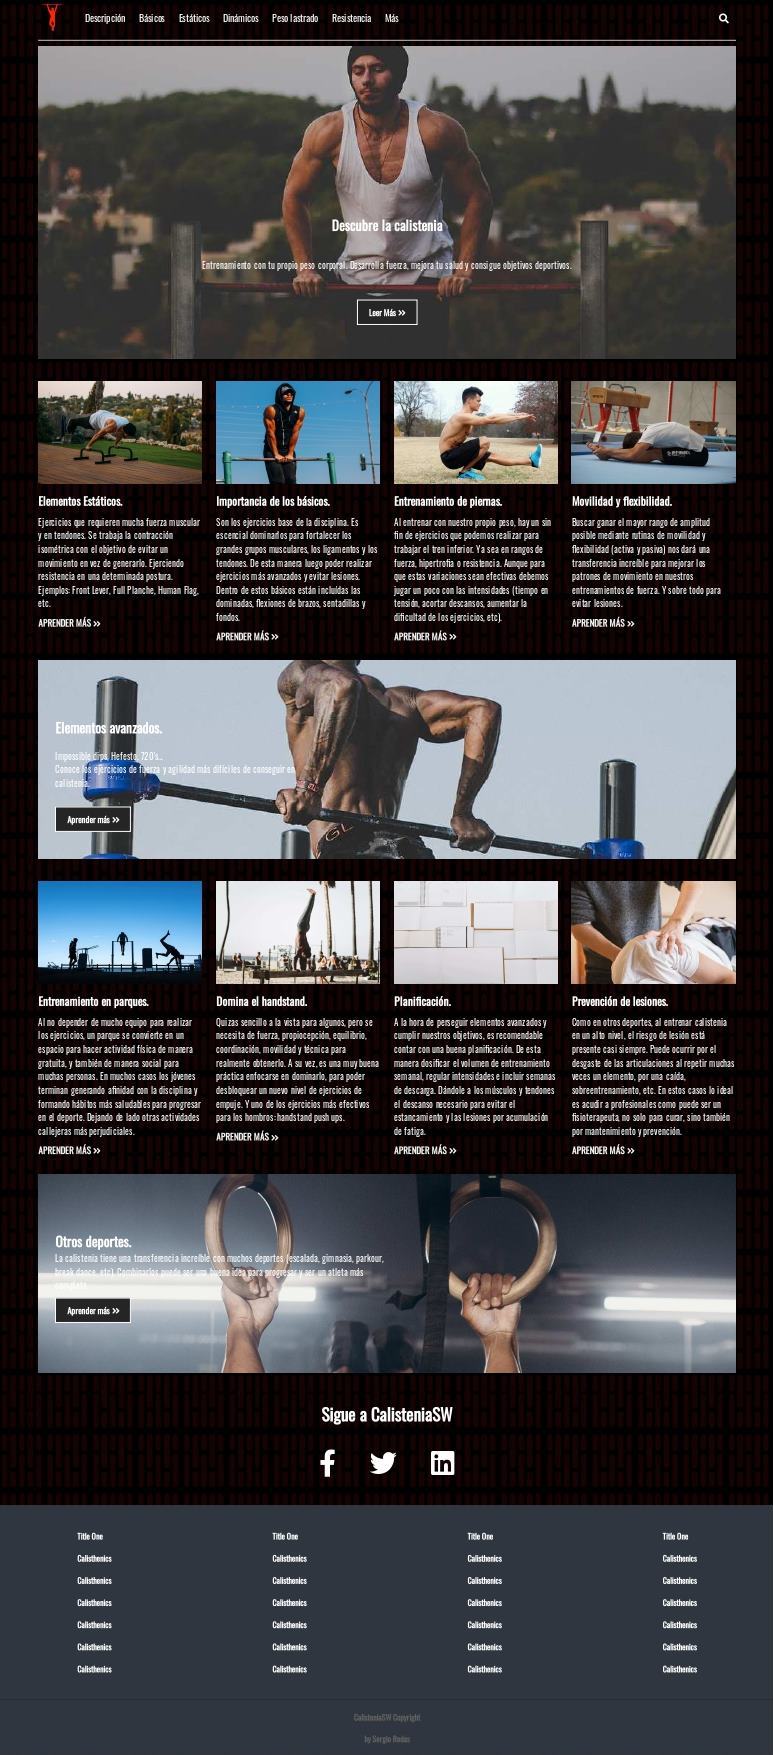 Descripción Básicos Estáticos Dinámicos Peso lastrado Resistencia Más
Descubre la calistenia
Entrenamiento con tu propio peso corporal. Desarrolla fuerza, mejora tu salud y consigue objetivos deportivos.
Leer Más »
Elementos Estáticos.
Ejercicios que requieren mucha fuerza muscular
y en tendones. Se trabaja la contracción
isométrica con el objetivo de evitar un
movimiento en vez de generarlo. Ejerciendo
resistencia en una determinada postura.
Ejemplos: Front Lever, Full Planche, Human Flag,
etc.
APRENDER MÁS »
Importancia de los básicos.
Son los ejercicios base de la disciplina. Es
escencial dominarlos para fortalecer los
grandes grupos musculares, los ligamentos y los
tendones. De esta manera luego poder realizar
ejercicios más avanzados y evitar lesiones.
Dentro de estos básicos están incluídas las
dominadas, flexiones de brazos, sentadillas y
fondos.
APRENDER MÁS »
Entrenamiento de piernas.
Al entrenar con nuestro propio peso, hay un sin
fin de ejercicios que podemos realizar para
trabajar el tren inferior. Ya sea en rangos de
fuerza, hipertrofia o resistencia. Aunque para
que estas variaciones sean efectivas debemos
jugar un poco con las intensidades (tiempo en
tensión, acortar descansos, aumentar la
dificultad de los ejercicios, etc).
APRENDER MÁS »
Movilidad y flexibilidad.
Buscar ganar el mayor rango de amplitud
posible mediante rutinas de movilidad y
flexibilidad (activa y pasiva) nos dará una
transferencia increíble para mejorar los
patrones de movimiento en nuestros
entrenamientos de fuerza. Y sobre todo para
evitar lesiones.
APRENDER MÁS »
Elementos avanzados.
Impossible dips, Hefesto, 720's...
Conoce los ejercicios de fuerza y agilidad más difíciles de conseguir en
calistenia.
Aprender más »
Entrenamiento en parques.
Al no depender de mucho equipo para realizar
los ejercicios, un parque se convierte en un
espacio para hacer actividad física de manera
gratuita, y también de manera social para
muchas personas. En muchos casos los jóvenes
terminan generando afinidad con la disciplina y
formando hábitos más saludables para progresar
en el deporte. Dejando de lado otras actividades
callejeras más perjudiciales.
APRENDER MÁS »
Domina el handstand.
Quizas sencillo a la vista para algunos, pero se
necesita de fuerza, propiocepción, equilibrio,
coordinación, movilidad y técnica para
realmente obtenerlo. A su vez, es una muy buena
práctica enfocarse en dominarlo, para poder
desbloquear un nuevo nivel de ejercicios de
empuje. Y uno de los ejercicios más efectivos
para los hombros: handstand push ups.
APRENDER MÁS »
Planificación.
A la hora de perseguir elementos avanzados y
cumplir nuestros objetivos, es recomendable
contar con una buena planificación. De esta
manera dosificar el volumen de entrenamiento
semanal, regular intensidades e incluir semanas
de descarga. Dándole a los músculos y tendones
el descanso necesario para evitar el
estancamiento y las lesiones por acumulación
de fatiga.
APRENDER MÁS »
Prevención de lesiones.
Como en otros deportes, al entrenar calistenia
en un alto nivel, el riesgo de lesión está
presente casi siempre. Puede ocurrir por el
desgaste de las articulaciones al repetir muchas
veces un elemento, por una caída,
sobreentrenamiento, etc. En estos casos lo ideal
es acudir a profesionales como puede ser un
fisioterapeuta, no solo para curar, sino también
por mantenimiento y prevención.
APRENDER MÁS »
Otros deportes.
La calistenia tiene una transferencia increíble con muchos deportes (escalada, gimnasia, parkour,
break dance, etc). Combinarlos puede ser una buena idea para progresar y ser un atleta más
completo.
Aprender más »
Sigue a CalisteniaSW
Title One Title One Title One Title One
Calisthenics Calisthenics Calisthenics Calisthenics
Calisthenics Calisthenics Calisthenics Calisthenics
Calisthenics Calisthenics Calisthenics Calisthenics
Calisthenics Calisthenics Calisthenics Calisthenics
Calisthenics Calisthenics Calisthenics Calisthenics
Calisthenics Calisthenics Calisthenics Calisthenics
CalisteniaSW Copyright
by Sergio Rodas